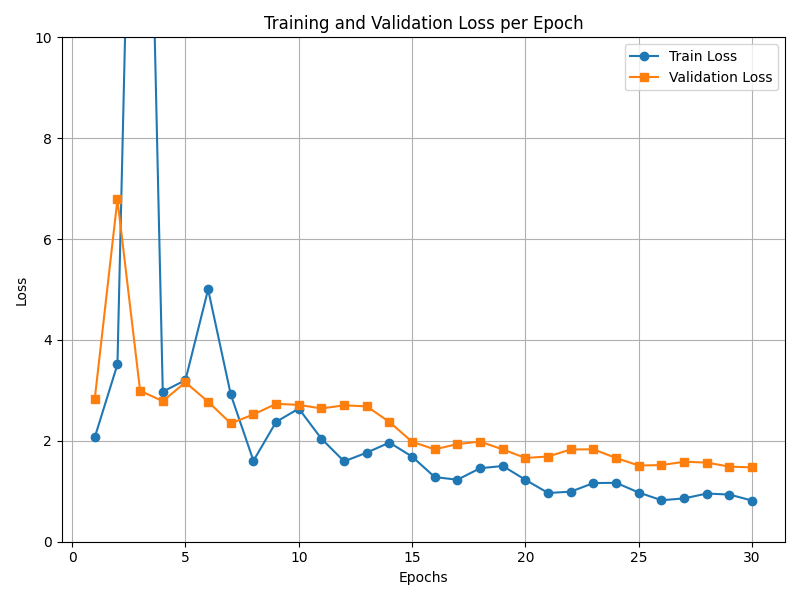 Training and Validation Loss per Epoch
Train Loss
Validation Loss
Loss
10
8
6
4
2
0
0 5 10 15 20 25 30
Epochs